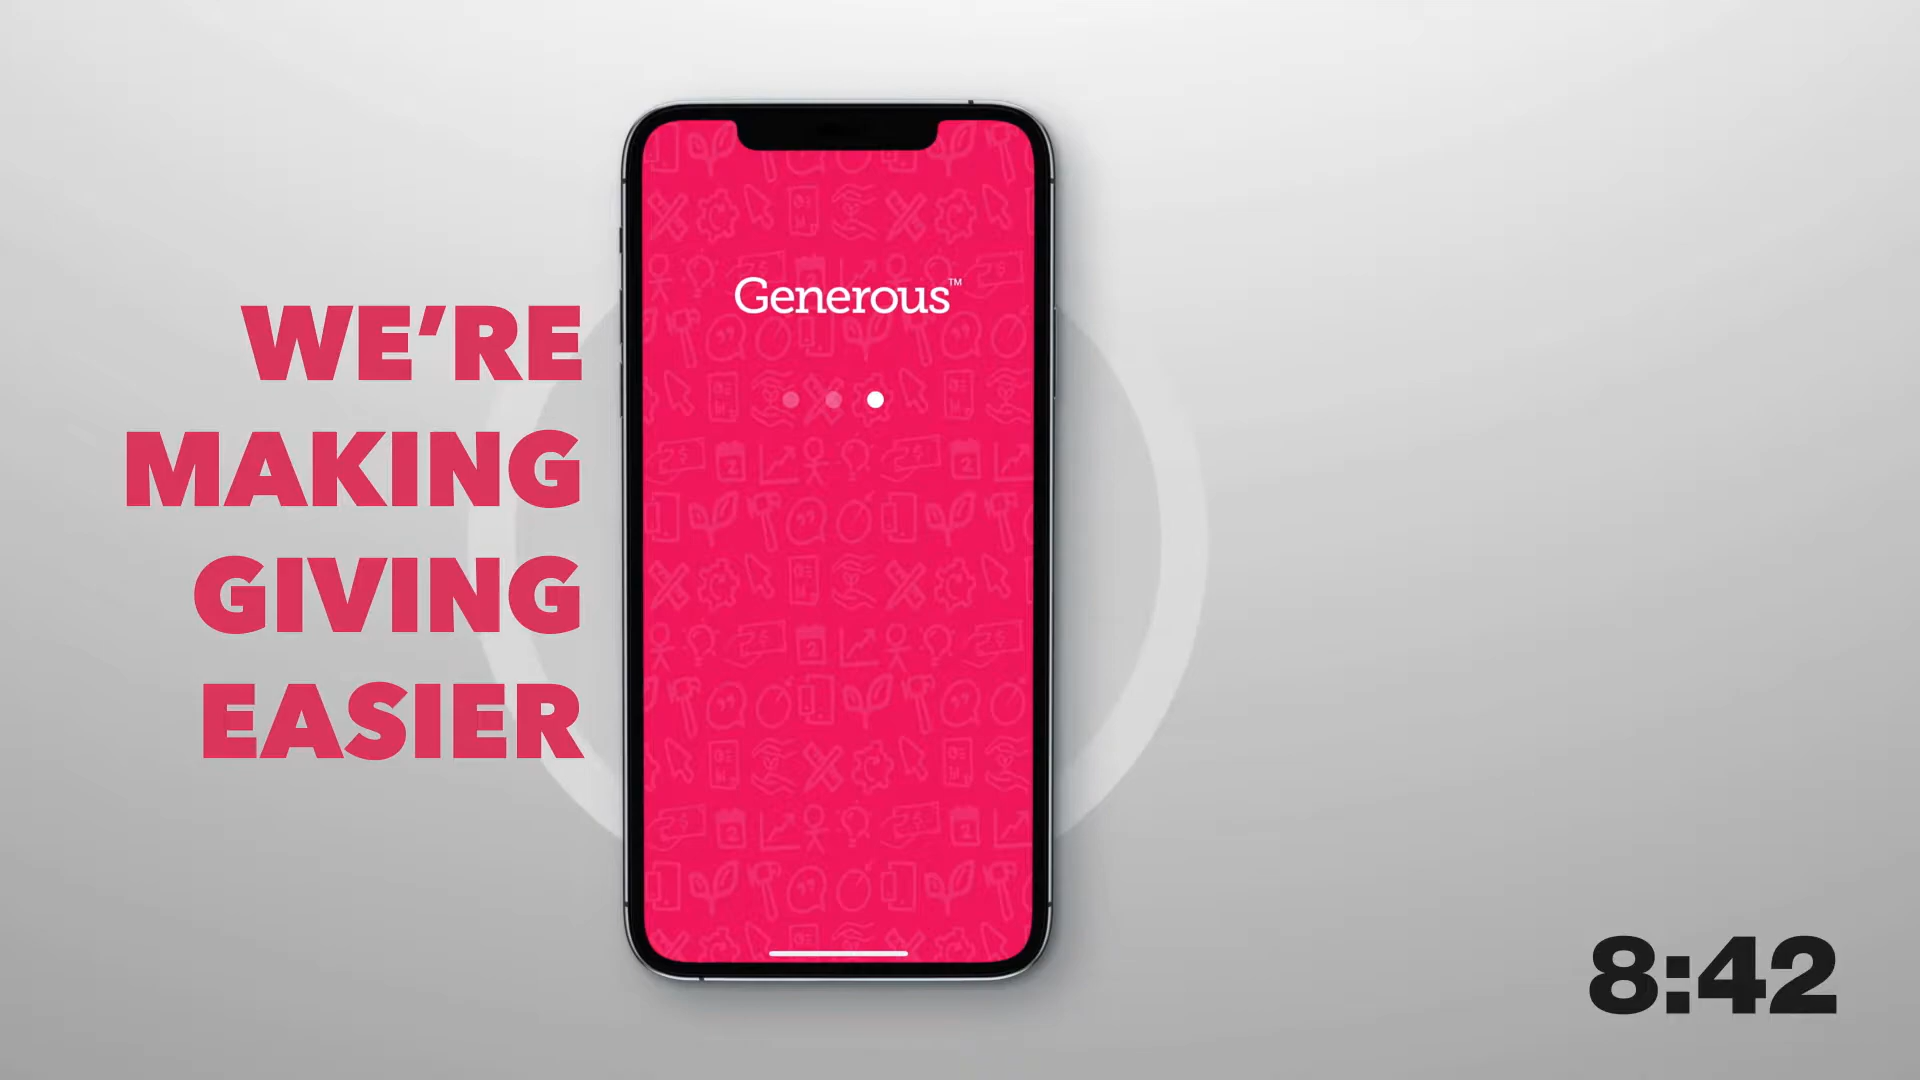 WE’RE
MAKING
GIVING
EASIER
Generous™
8:42